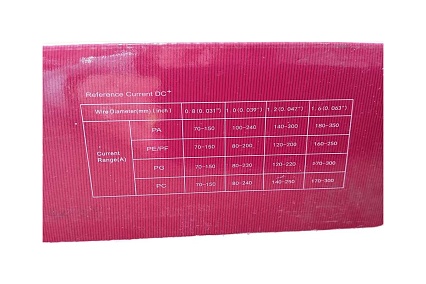 Reference Current DC+
Wire Diameter(mm) (inch) 0.8(0.031") 1.0(0.039") 1.2(0.047") 1.6(0.063")
Current Range(A)
PA 70-150 100-240 140-300 180-350
PE/PF 70-150 80-200 120-200 160-250
PG 70-150 80-230 120-220 170-300
PC 70-150 80-240 140-250 170-300